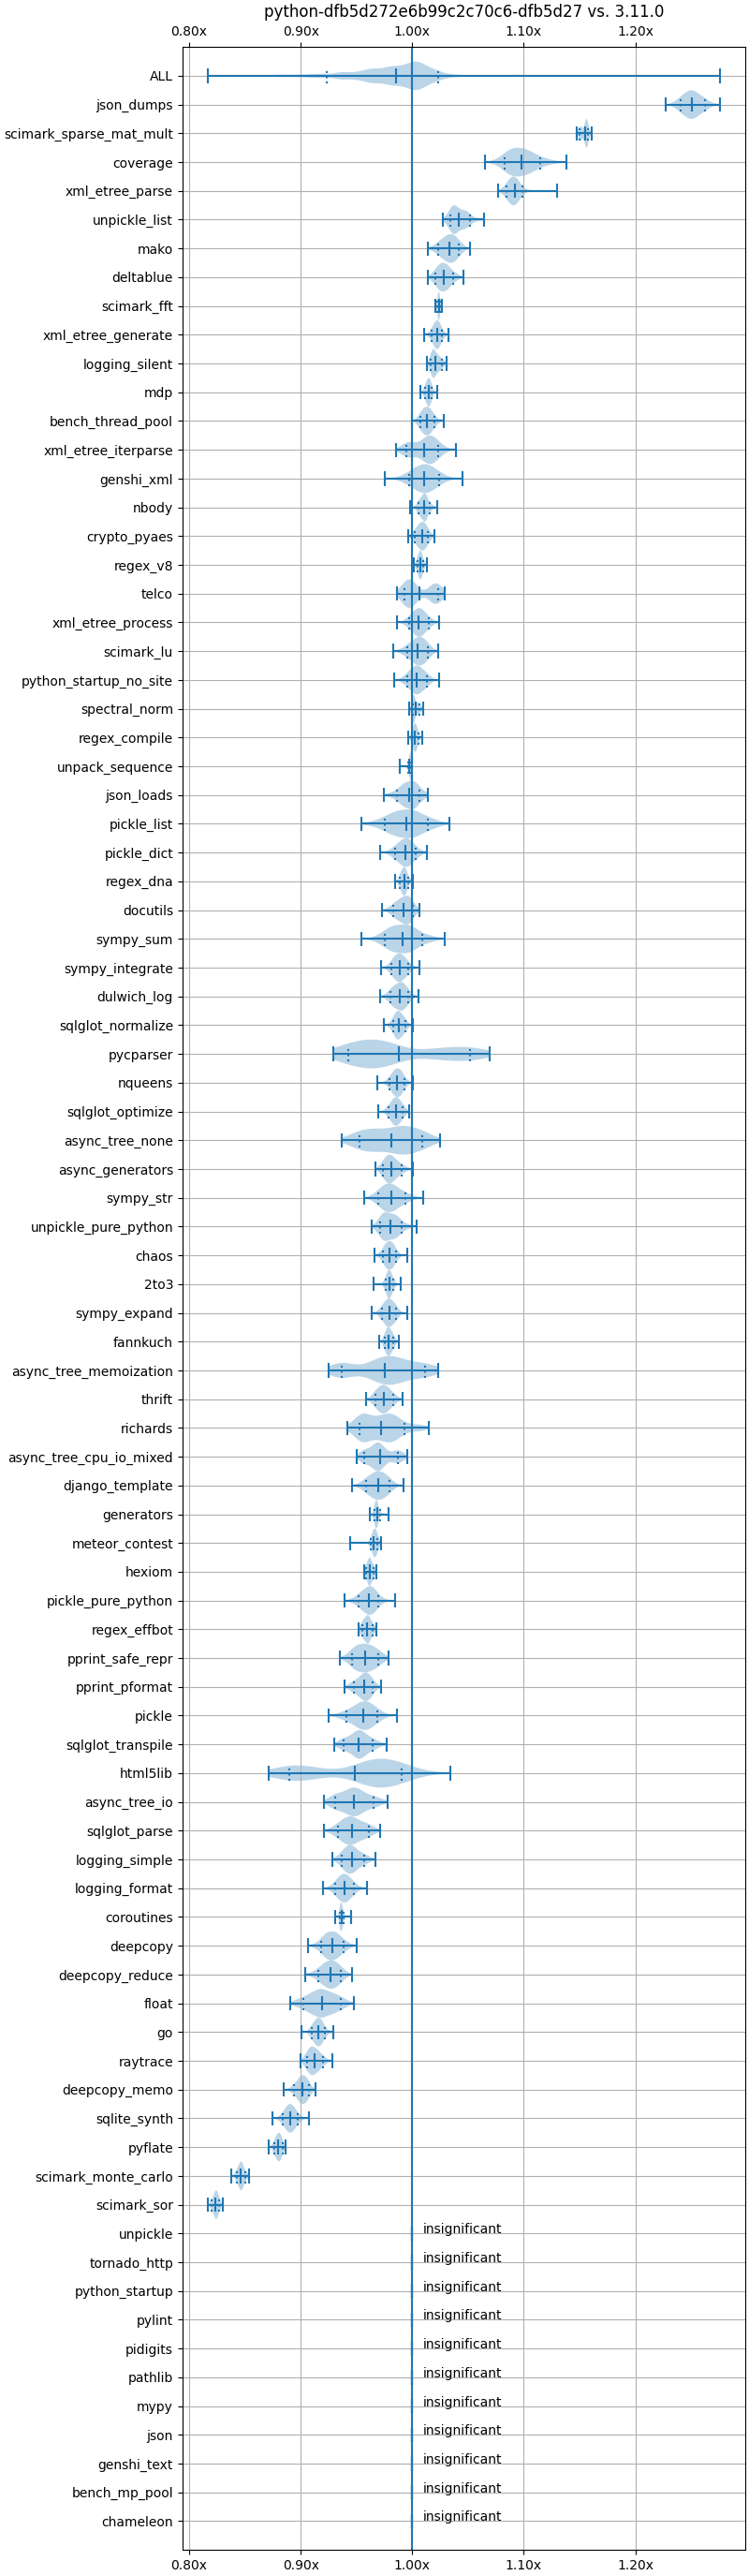 python-dfb5d272e6b99c2c70c6-dfb5d27 vs. 3.11.0
0.80x 0.90x 1.00x 1.10x 1.20x
ALL
json_dumps
scimark_sparse_mat_mult
coverage
xml_etree_parse
unpickle_list
mako
deltablue
scimark_fft
xml_etree_generate
logging_silent
mdp
bench_thread_pool
xml_etree_iterparse
genshi_xml
nbody
crypto_pyaes
regex_v8
telco
xml_etree_process
scimark_lu
python_startup_no_site
spectral_norm
regex_compile
unpack_sequence
json_loads
pickle_list
pickle_dict
regex_dna
docutils
sympy_sum
sympy_integrate
dulwich_log
sqlglot_normalize
pycparser
nqueens
sqlglot_optimize
async_tree_none
async_generators
sympy_str
unpickle_pure_python
chaos
2to3
sympy_expand
fannkuch
async_tree_memoization
thrift
richards
async_tree_cpu_io_mixed
django_template
generators
meteor_contest
hexiom
pickle_pure_python
regex_effbot
pprint_safe_repr
pprint_pformat
pickle
sqlglot_transpile
html5lib
async_tree_io
sqlglot_parse
logging_simple
logging_format
coroutines
deepcopy
deepcopy_reduce
float
go
raytrace
deepcopy_memo
sqlite_synth
pyflate
scimark_monte_carlo
scimark_sor
unpickle insignificant
tornado_http insignificant
python_startup insignificant
pylint insignificant
pidigits insignificant
pathlib insignificant
mypy insignificant
json insignificant
genshi_text insignificant
bench_mp_pool insignificant
chameleon insignificant
0.80x 0.90x 1.00x 1.10x 1.20x